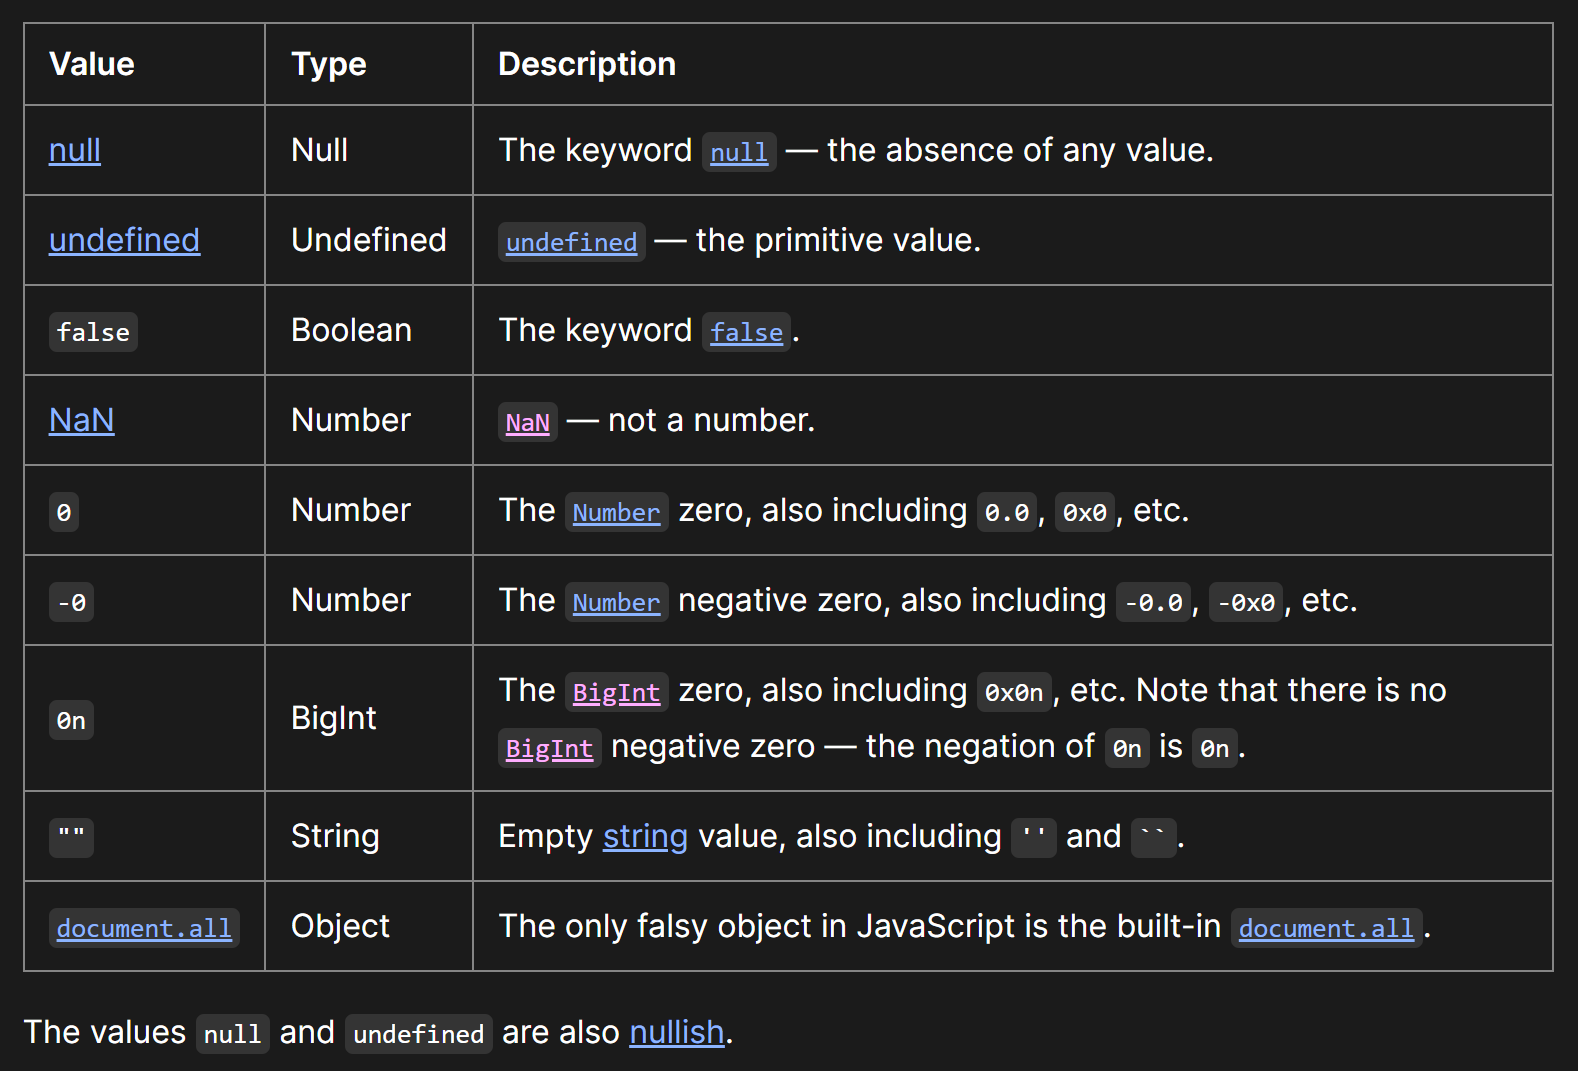 Value Type Description
null Null The keyword null — the absence of any value.
undefined Undefined undefined — the primitive value.
false Boolean The keyword false.
NaN Number NaN — not a number.
0 Number The Number zero, also including 0.0, 0x0, etc.
-0 Number The Number negative zero, also including -0.0, -0x0, etc.
0n BigInt The BigInt zero, also including 0x0n, etc. Note that there is no
BigInt negative zero — the negation of 0n is 0n.
"" String Empty string value, also including '' and ``.
document.all Object The only falsy object in JavaScript is the built-in document.all.
The values null and undefined are also nullish.